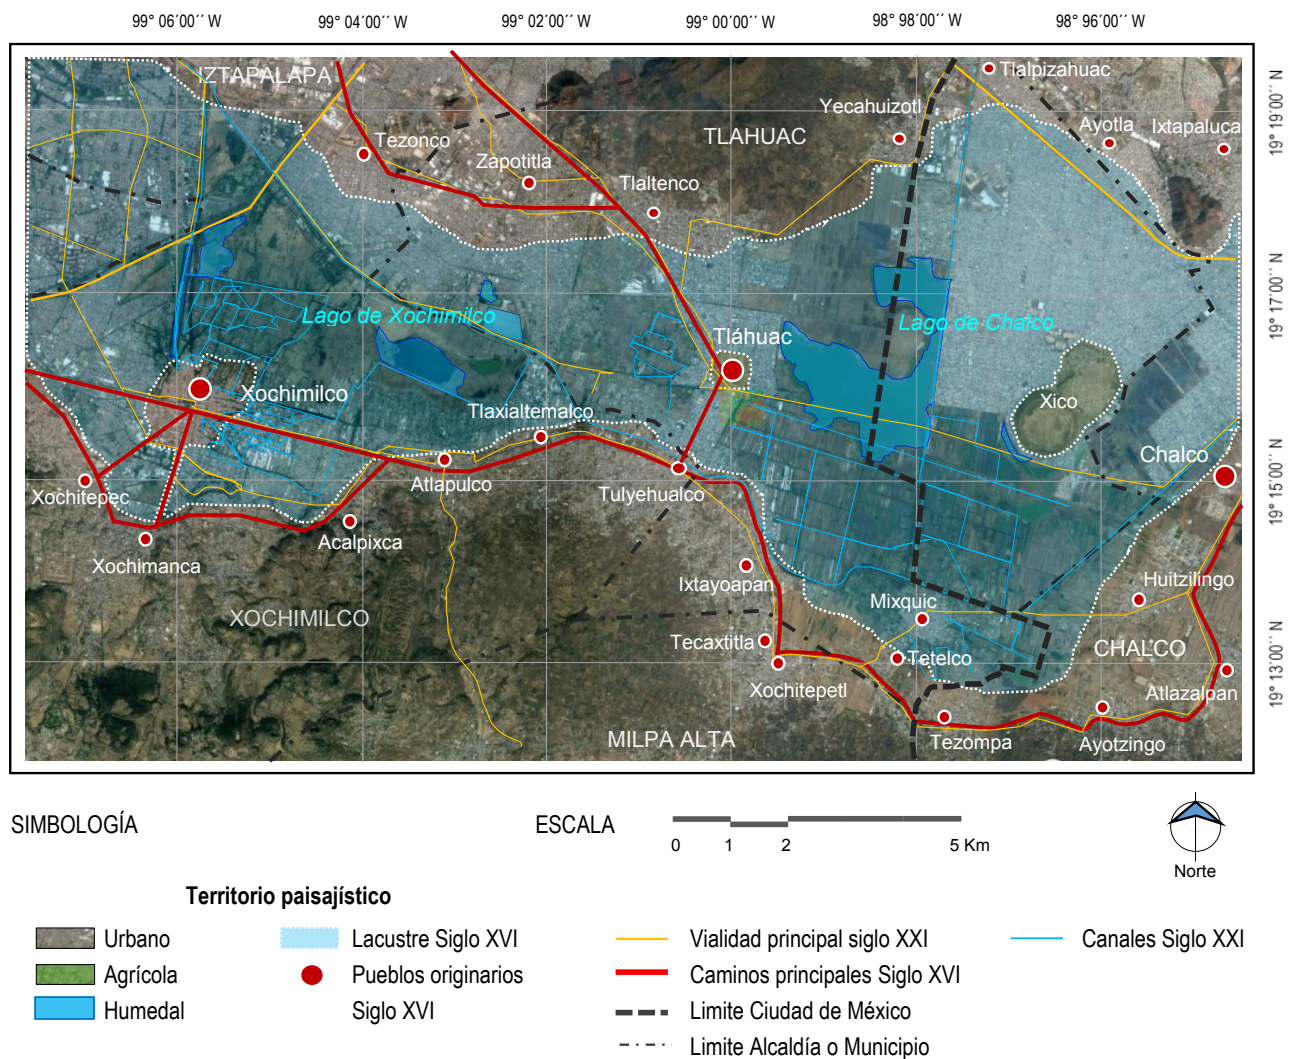 99° 06´00´´ W
99° 04´00´´ W
99° 02´00´´ W
99° 00´00´´ W
98° 98´00´´ W
98° 96´00´´ W
19° 19´00´´ N
19° 17´00´´ N
19° 15´00´´ N
19° 13´00´´ N
IZTAPALAPA
Tlalpizahuac
Yecahuizotl
Ayotla
Ixtapaluca
TLAHUAC
Tezonco
Zapotitla
Tlaltenco
Lago de Xochimilco
Lago de Chalco
Tláhuac
Xochimilco
Xico
Tlaxialtemalco
Chalco
Xochitepec
Atlapulco
Tulyehualco
Acalpixca
Xochimanca
Ixtayoapan
Huitzilingo
Mixquic
XOCHIMILCO
Tecaxtitla
CHALCO
Tetelco
Xochitepetl
Atlazalpan
MILPA ALTA
Tezompa
Ayotzingo
SIMBOLOGÍA
ESCALA
0 1 2 5 Km
Norte
Territorio paisajístico
Urbano
Agrícola
Humedal
Lacustre Siglo XVI
Pueblos originarios
Siglo XVI
Vialidad principal siglo XXI
Caminos principales Siglo XVI
Limite Ciudad de México
Limite Alcaldía o Municipio
Canales Siglo XXI